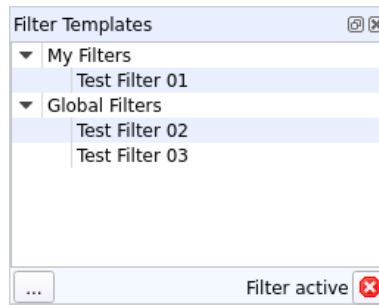 Filter Templates
My Filters
Test Filter 01
Global Filters
Test Filter 02
Test Filter 03
... Filter active